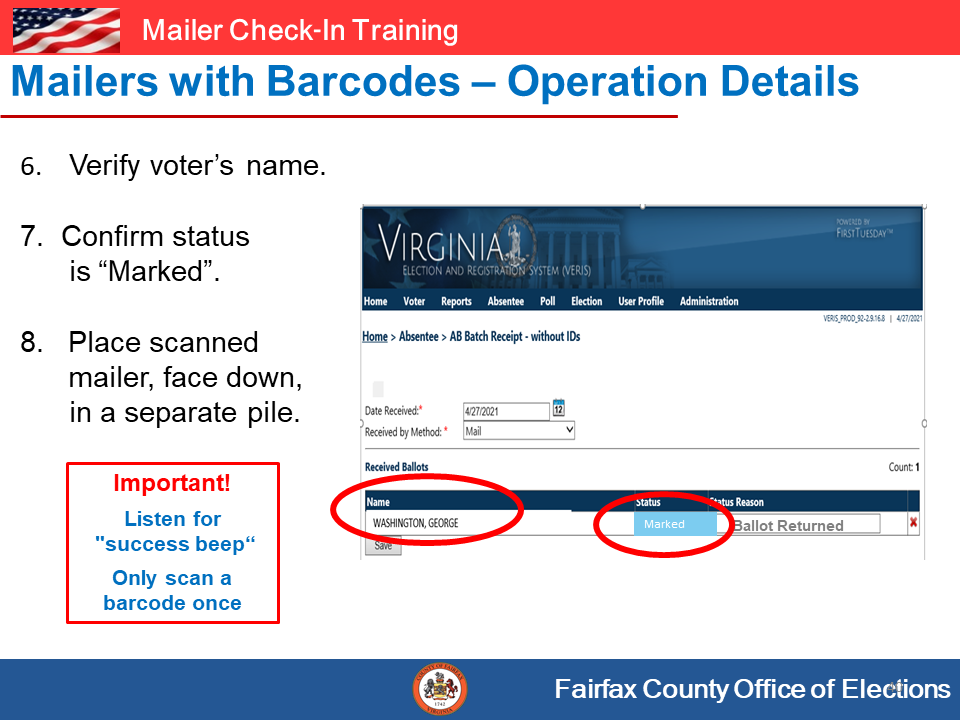 Mailer Check-In Training
Mailers with Barcodes – Operation Details
6. Verify voter’s name.
7. Confirm status
is “Marked”.
8. Place scanned
mailer, face down,
in a separate pile.
Important!
Listen for
"success beep“
Only scan a
barcode once
VIRGINIA
ELECTION AND REGISTRATION SYSTEM (VERIS)
POWERED BY
FIRSTTUESDAY™
Home Voter Reports Absentee Poll Election User Profile Administration
VERIS_PROD_92-2.9.16.8 | 4/27/2021
Home > Absentee > AB Batch Receipt - without IDs
Date Received:* 4/27/2021 12
Received by Method: * Mail
Received Ballots Count: 1
Name Status Status Reason
WASHINGTON, GEORGE Marked Ballot Returned
Save
COUNTY OF FAIRFAX
1742
VIRGINIA
Fairfax County Office of Elections